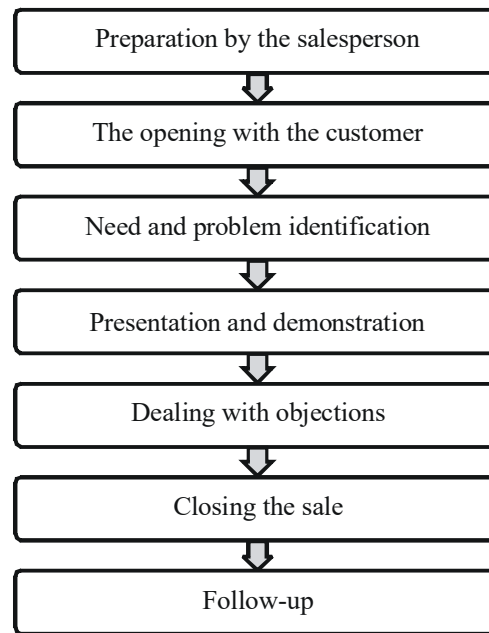 Preparation by the salesperson
The opening with the customer
Need and problem identification
Presentation and demonstration
Dealing with objections
Closing the sale
Follow-up